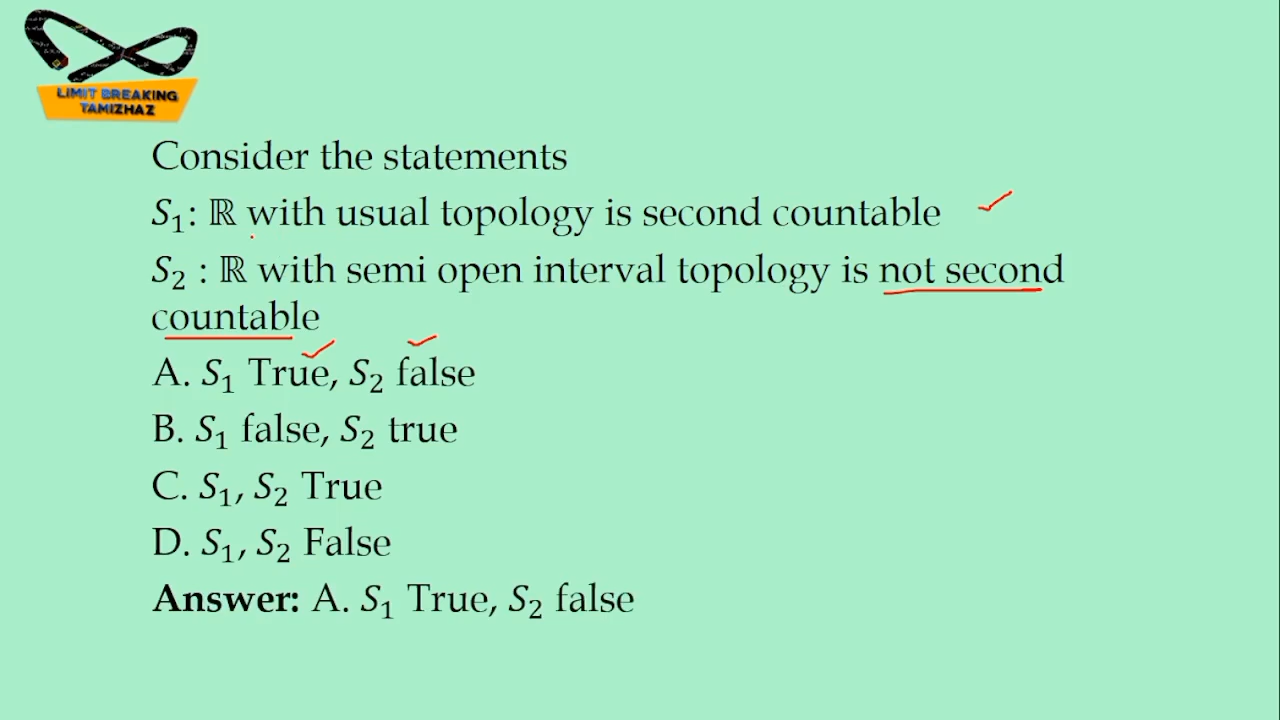 LIMIT BREAKING
TAMIZHAZ
Consider the statements
S₁: ℝ with usual topology is second countable
S₂ : ℝ with semi open interval topology is not second
countable
A. S₁ True, S₂ false
B. S₁ false, S₂ true
C. S₁, S₂ True
D. S₁, S₂ False
Answer: A. S₁ True, S₂ false